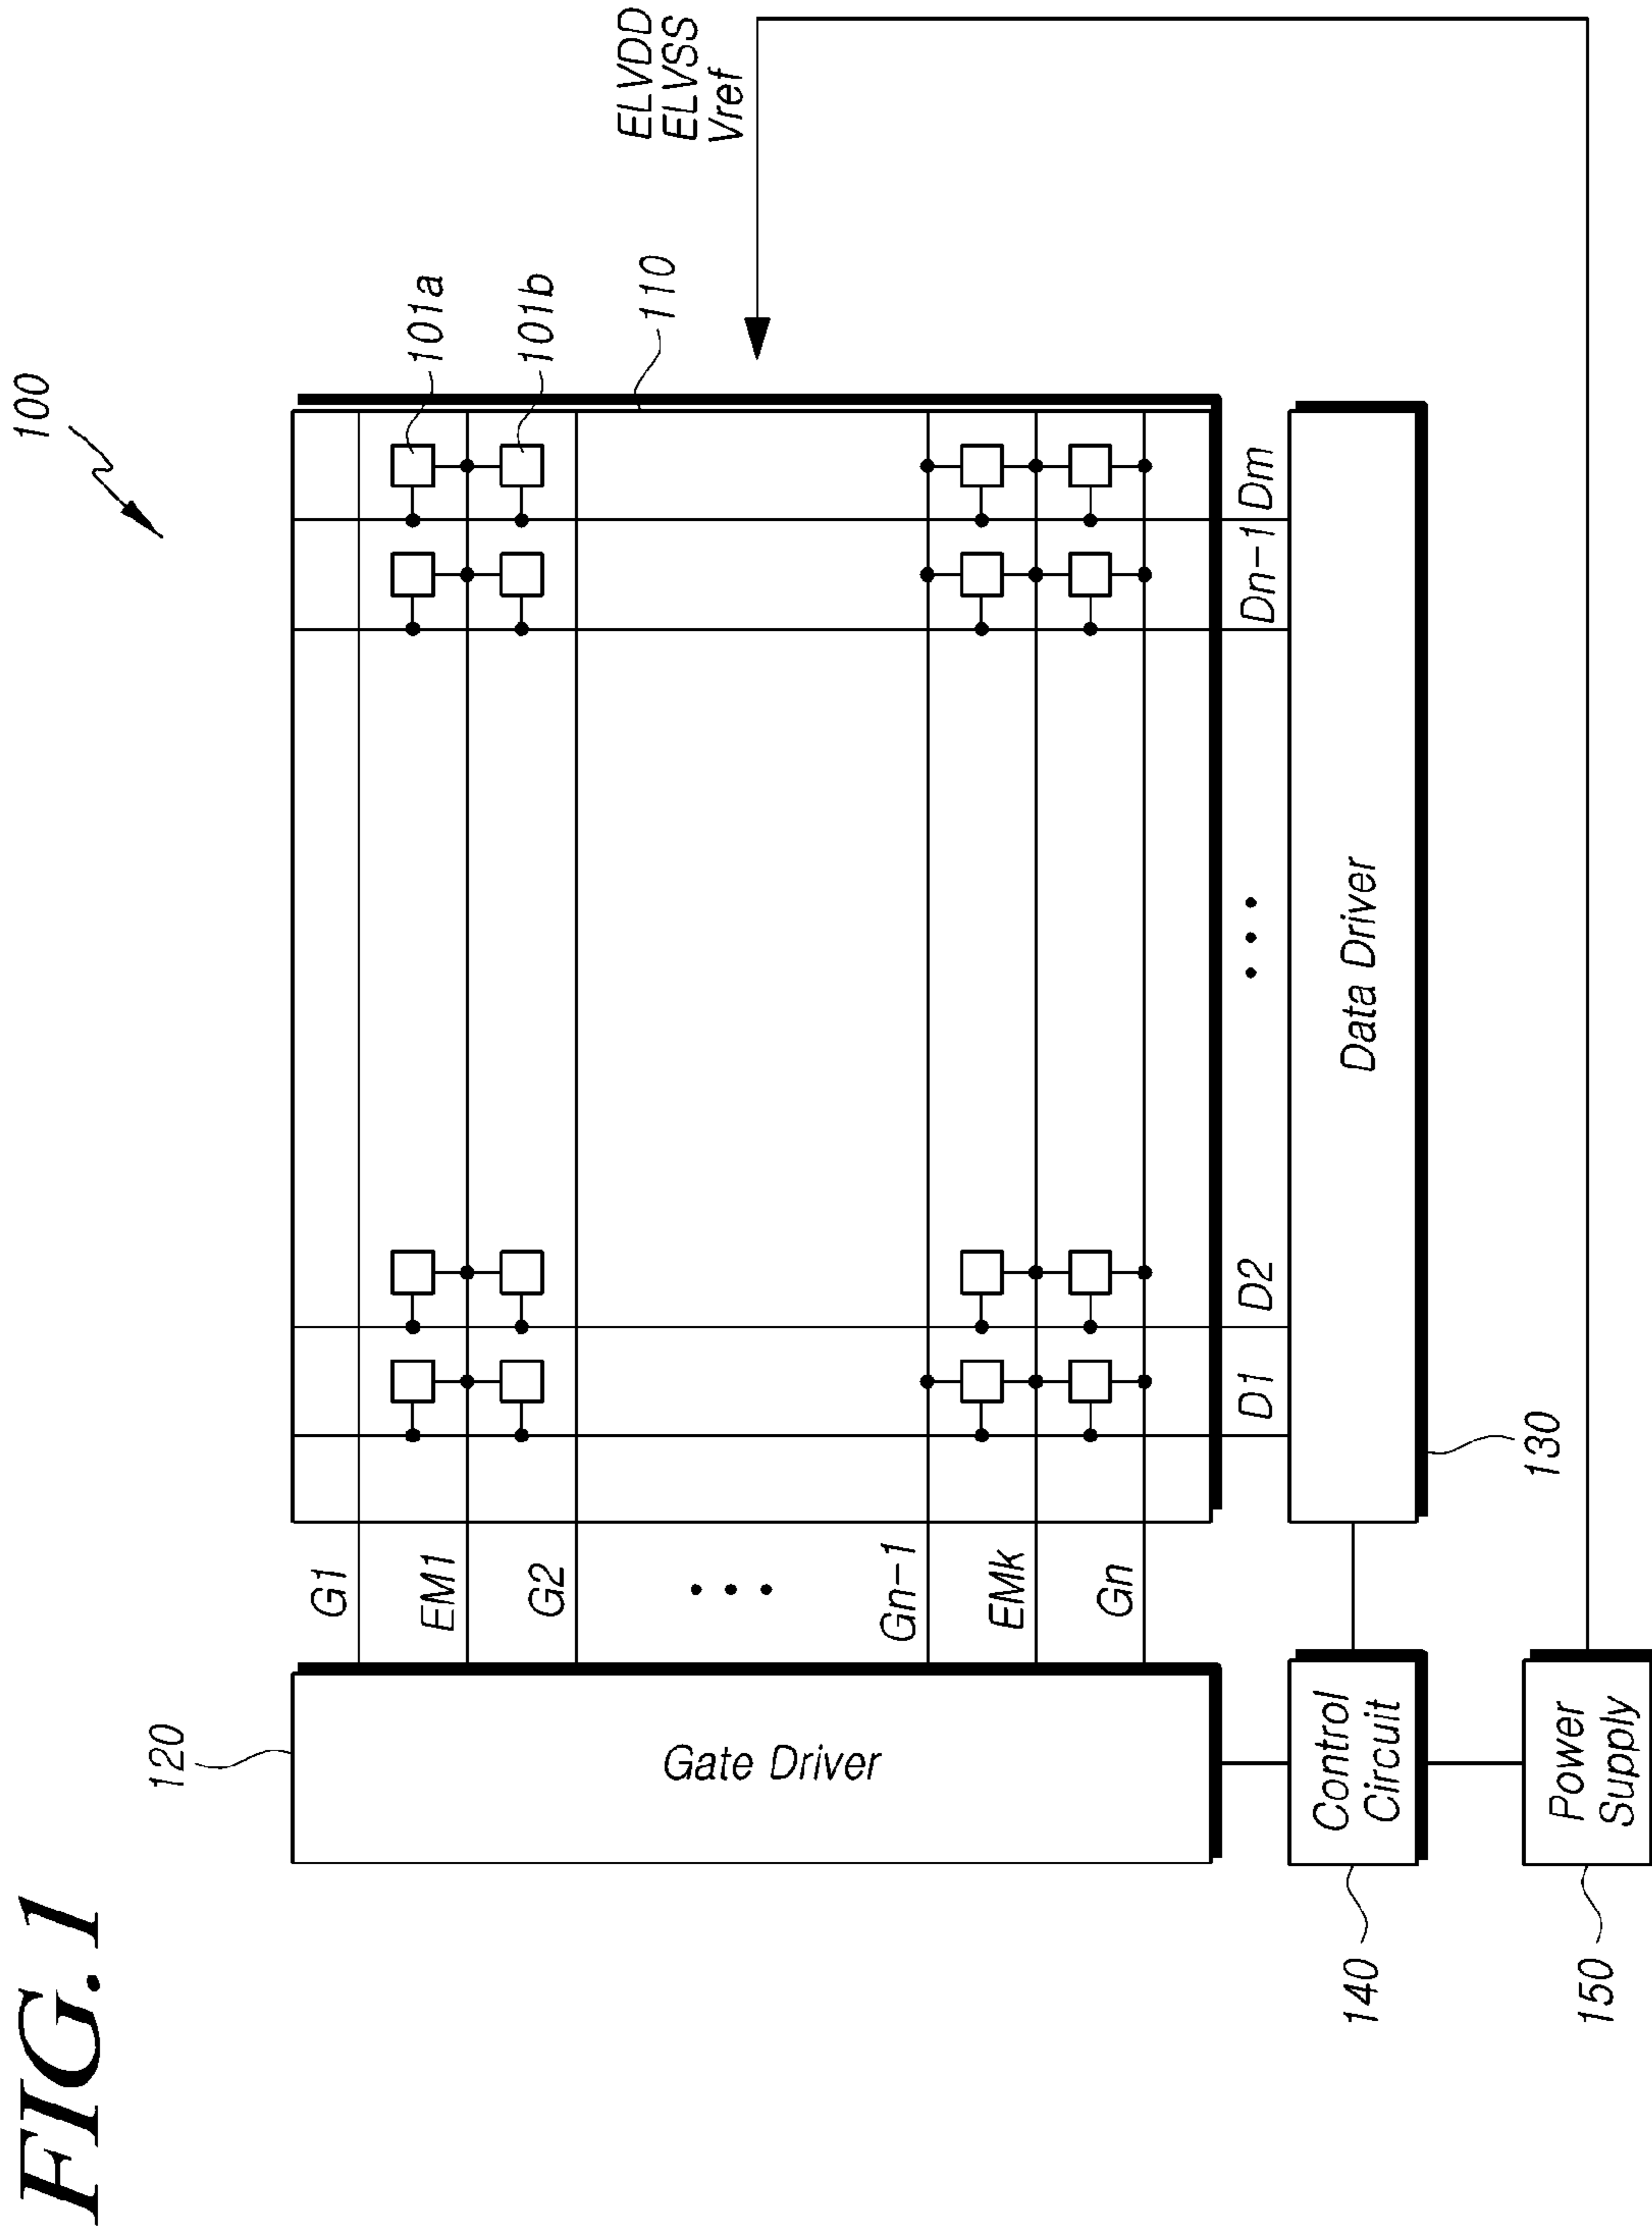 FIG.1
100
ELVDD
ELVSS
Vref
101a
101b
110
G1
EM1
G2
• • •
Gn-1
EMk
Gn
120
Gate Driver
D1
D2
• • •
Dn-1
Dm
Data Driver
130
Control
Circuit
140
Power
Supply
150